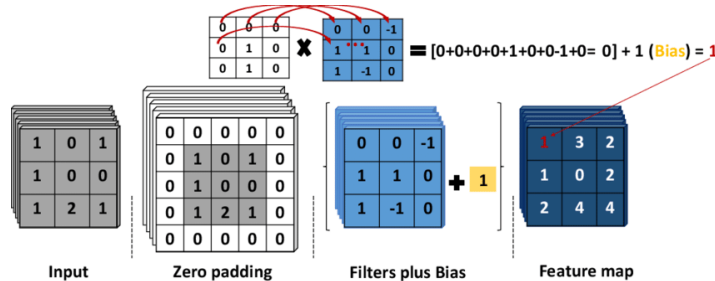 0 0 0
0 1 0
0 1 0
×
0 0 -1
1 1 0
1 -1 0
= [0+0+0+0+1+0+0-1+0= 0] + 1 (Bias) = 1
1 0 1
1 0 0
1 2 1
0 0 0 0 0
0 1 0 1 0
0 1 0 0 0
0 1 2 1 0
0 0 0 0 0
0 0 -1
1 1 0
1 -1 0
+ 1
1 3 2
1 0 2
2 4 4
Input
Zero padding
Filters plus Bias
Feature map